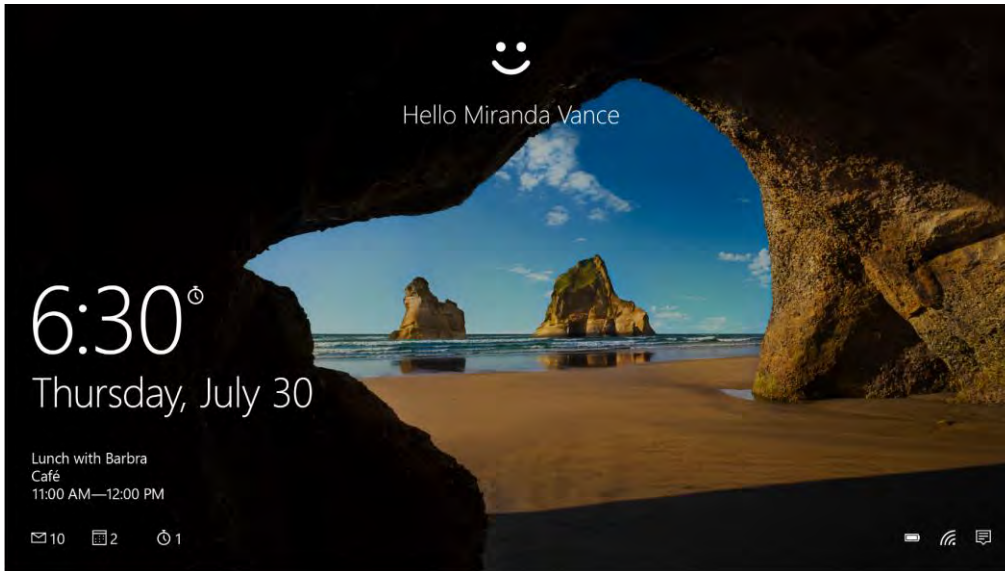 Hello Miranda Vance
6:30
Thursday, July 30
Lunch with Barbra
Café
11:00 AM—12:00 PM
10 2 1